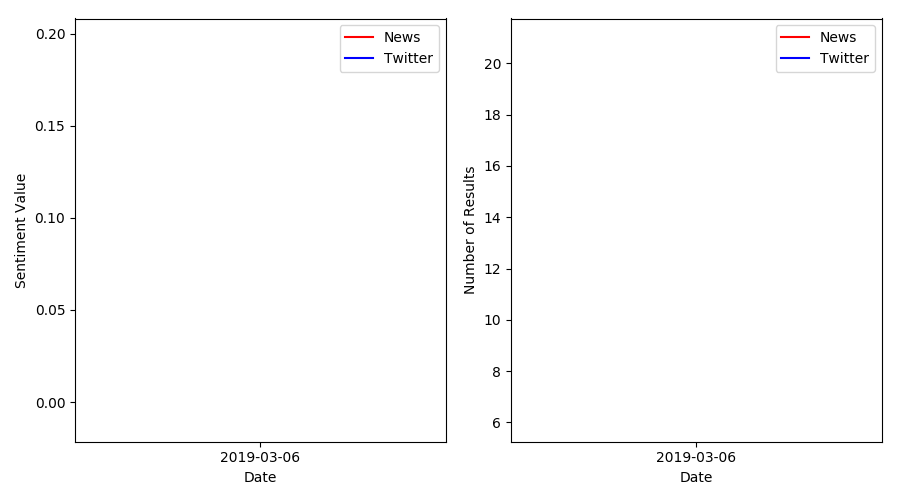 0.20
0.15
0.10
0.05
0.00
Sentiment Value
2019-03-06
Date
News
Twitter
20
18
16
14
12
10
8
6
Number of Results
2019-03-06
Date
News
Twitter